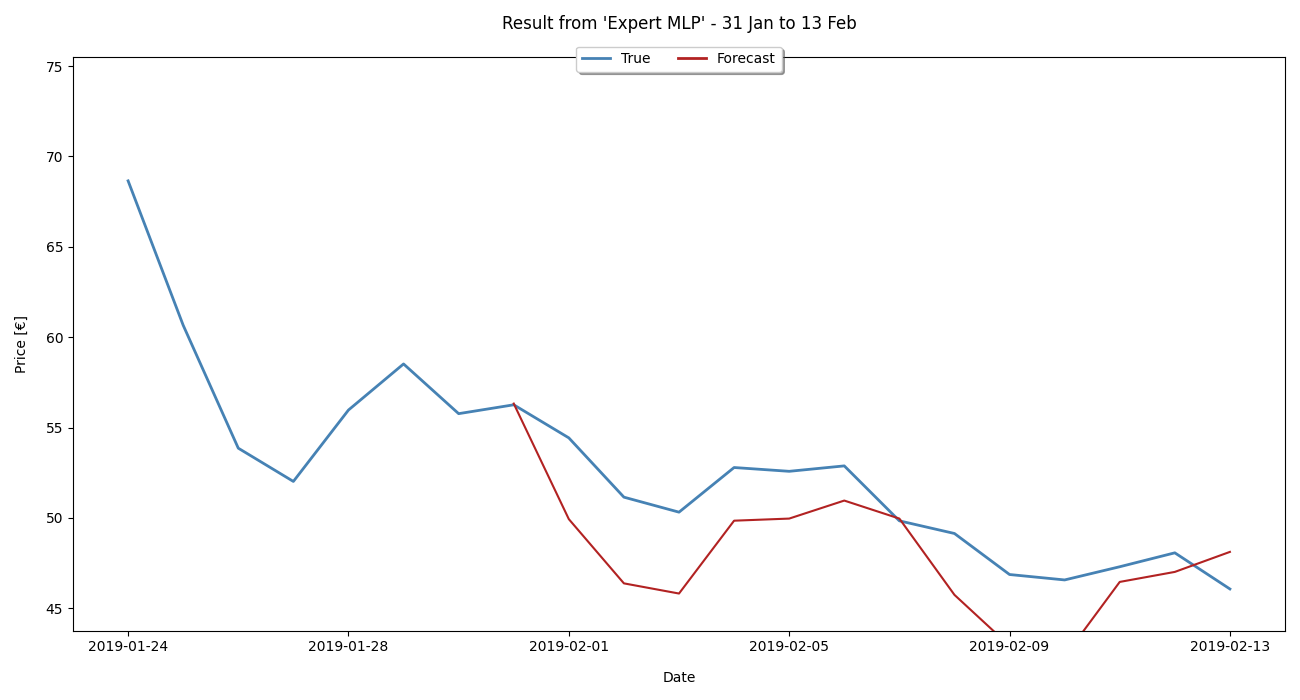 Result from 'Expert MLP' - 31 Jan to 13 Feb
True Forecast
75
70
65
60
55
50
45
Price [€]
2019-01-24 2019-01-28 2019-02-01 2019-02-05 2019-02-09 2019-02-13
Date